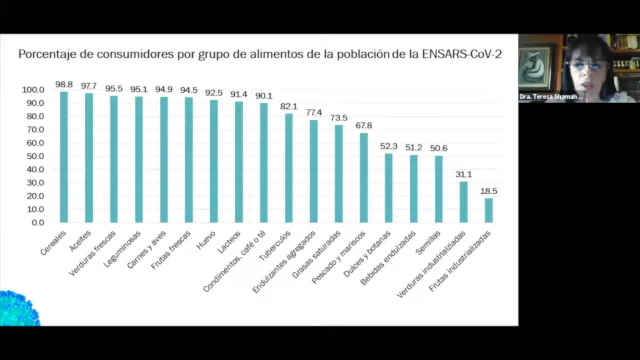 Porcentaje de consumidores por grupo de alimentos de la población de la ENSARS-CoV-2
100.0
90.0
80.0
70.0
60.0
50.0
40.0
30.0
20.0
10.0
0.0
98.8
97.7
95.5
95.1
94.9
94.5
92.5
91.4
90.1
82.1
77.4
73.5
67.8
52.3
51.2
50.6
31.1
18.5
Cereales
Aceites
Verduras frescas
Leguminosas
Carnes y aves
Frutas frescas
Huevo
Lácteos
Condimentos, café o té
Tuberculos
Endulzantes agregados
Grasas saturadas
Pescado y mariscos
Dulces y botanas
Bebidas endulzadas
Semillas
Verduras industrializadas
Frutas industrializadas
Dra. Teresa Shamah